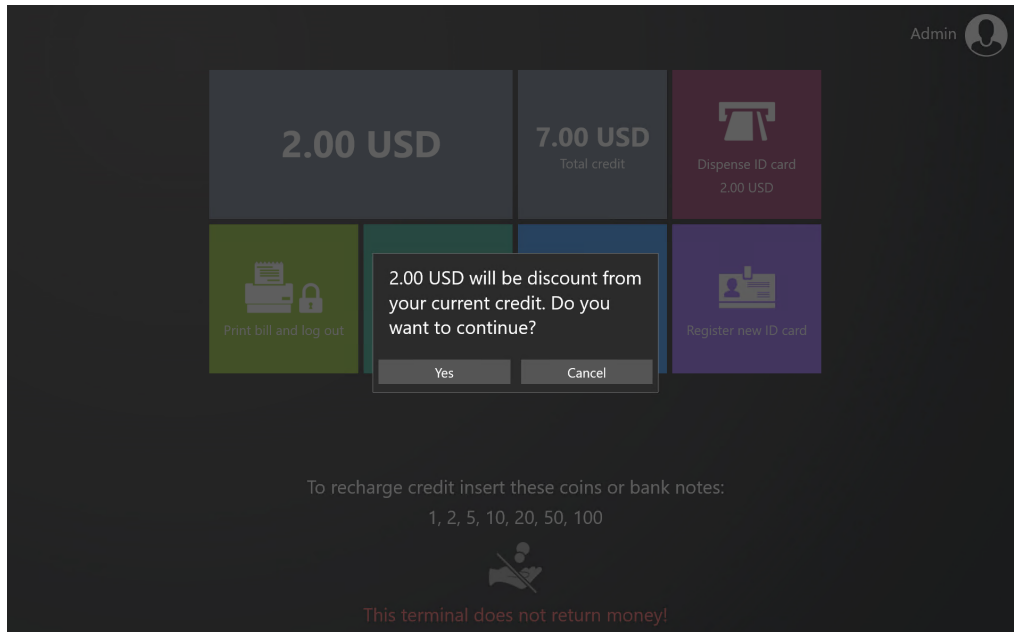 Admin
2.00 USD
7.00 USD
Total credit
Dispense ID card
2.00 USD
Print bill and log out
Register new ID card
2.00 USD will be discount from
your current credit. Do you
want to continue?
Yes
Cancel
To recharge credit insert these coins or bank notes:
1, 2, 5, 10, 20, 50, 100
This terminal does not return money!